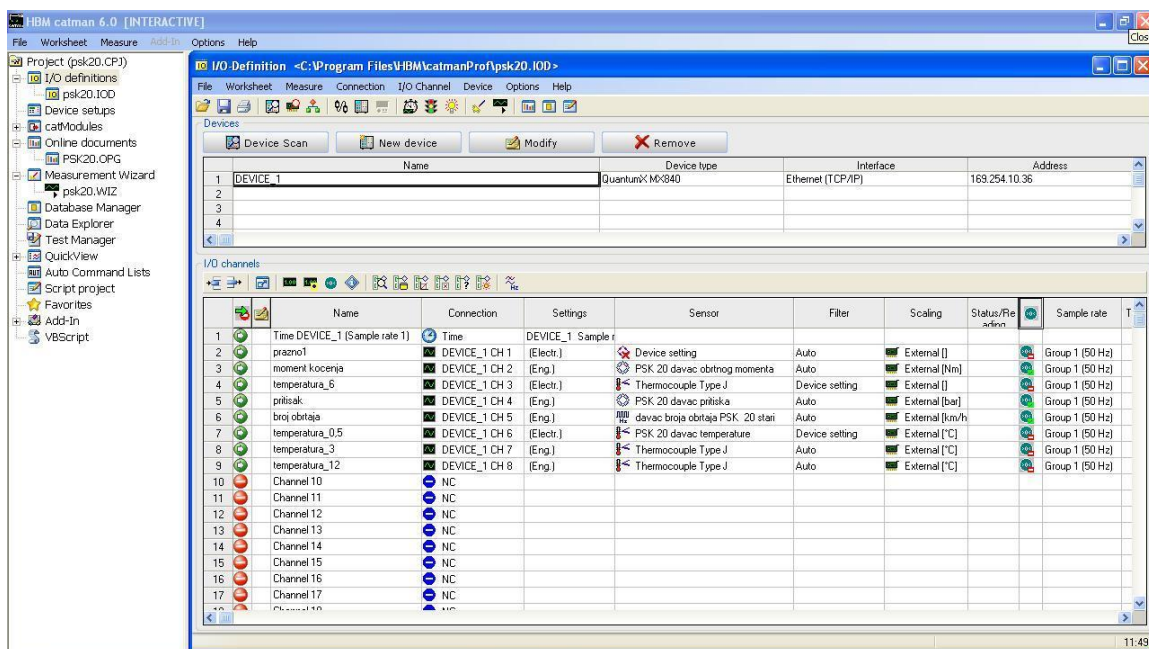 HBM catman 6.0 [INTERACTIVE]
File Worksheet Measure Add-In Options Help
Clos
Project (psk20.CPJ)
I/O definitions
psk20.IOD
Device setups
catModules
Online documents
PSK20.OPG
Measurement Wizard
psk20.WIZ
Database Manager
Data Explorer
Test Manager
QuickView
Auto Command Lists
Script project
Favorites
Add-In
VBScript
I/O-Definition <C:\Program Files\HBM\catmanProf\psk20.IOD>
File Worksheet Measure Connection I/O Channel Device Options Help
Devices
Device Scan New device Modify Remove
Name Device type Interface Address
1 DEVICE_1 QuantumX MX840 Ethernet (TCP/IP) 169.254.10.36
2
3
4
I/O channels
Name Connection Settings Sensor Filter Scaling Status/Re ading Sample rate T
1 Time DEVICE_1 (Sample rate 1) Time DEVICE_1 Sample r
2 prazno1 DEVICE_1 CH 1 (Electr.) Device setting Auto External [] Group 1 (50 Hz)
3 moment kocenja DEVICE_1 CH 2 (Eng.) PSK 20 davac obrtnog momenta Auto External [Nm] Group 1 (50 Hz)
4 temperatura_6 DEVICE_1 CH 3 (Electr.) Thermocouple Type J Device setting External [] Group 1 (50 Hz)
5 pritisak DEVICE_1 CH 4 (Eng.) PSK 20 davac pritiska Auto External [bar] Group 1 (50 Hz)
6 broj obrtaja DEVICE_1 CH 5 (Eng.) davac broja obrtaja PSK 20 stari Auto External [km/h Group 1 (50 Hz)
7 temperatura_0,5 DEVICE_1 CH 6 (Electr.) PSK 20 davac temperature Device setting External [°C] Group 1 (50 Hz)
8 temperatura_3 DEVICE_1 CH 7 (Eng.) Thermocouple Type J Auto External [°C] Group 1 (50 Hz)
9 temperatura_12 DEVICE_1 CH 8 (Eng.) Thermocouple Type J Auto External [°C] Group 1 (50 Hz)
10 Channel 10 NC
11 Channel 11 NC
12 Channel 12 NC
13 Channel 13 NC
14 Channel 14 NC
15 Channel 15 NC
16 Channel 16 NC
17 Channel 17 NC
11:49